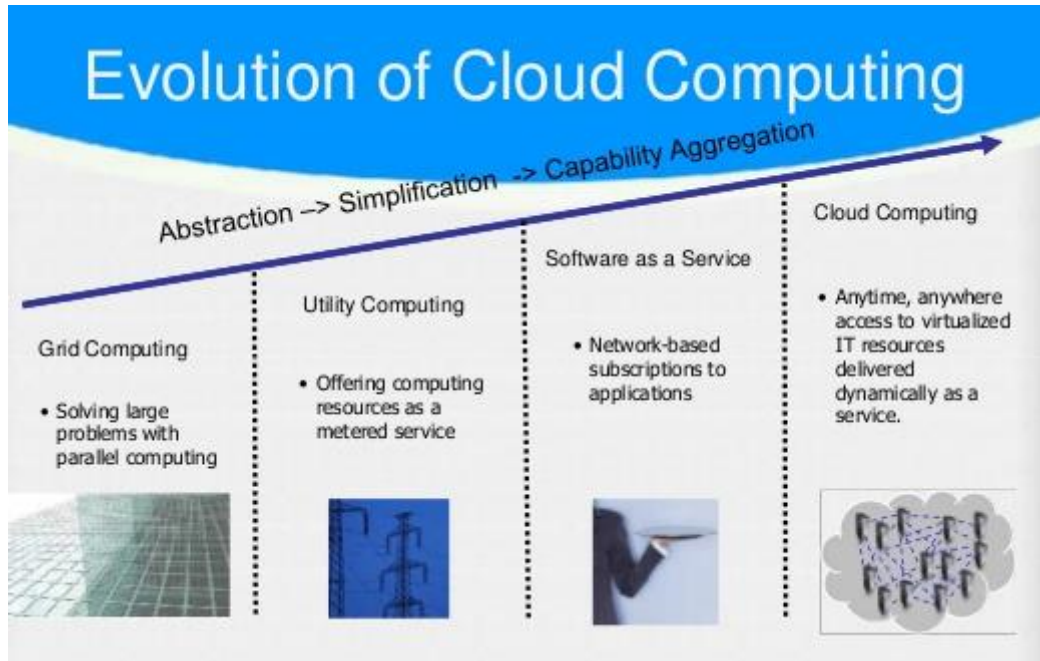 Evolution of Cloud Computing
Abstraction –> Simplification -> Capability Aggregation
Grid Computing
• Solving large
problems with
parallel computing
Utility Computing
• Offering computing
resources as a
metered service
Software as a Service
• Network-based
subscriptions to
applications
Cloud Computing
• Anytime, anywhere
access to virtualized
IT resources
delivered
dynamically as a
service.